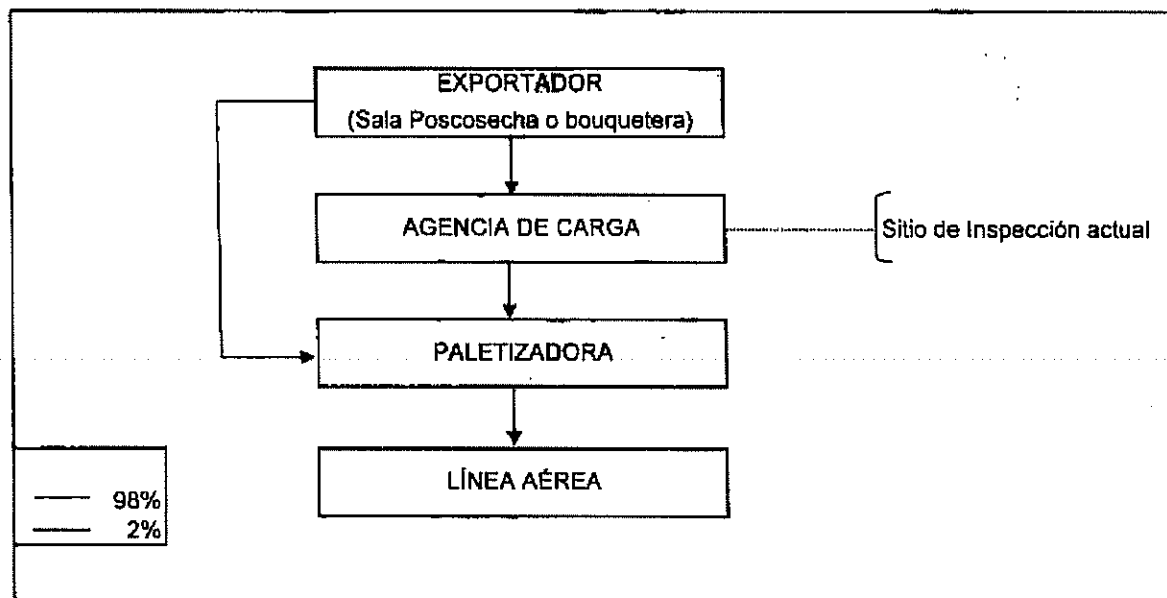 EXPORTADOR
(Sala Poscosecha o bouquetera)
AGENCIA DE CARGA
Sitio de Inspección actual
PALETIZADORA
LÍNEA AÉREA
98%
2%